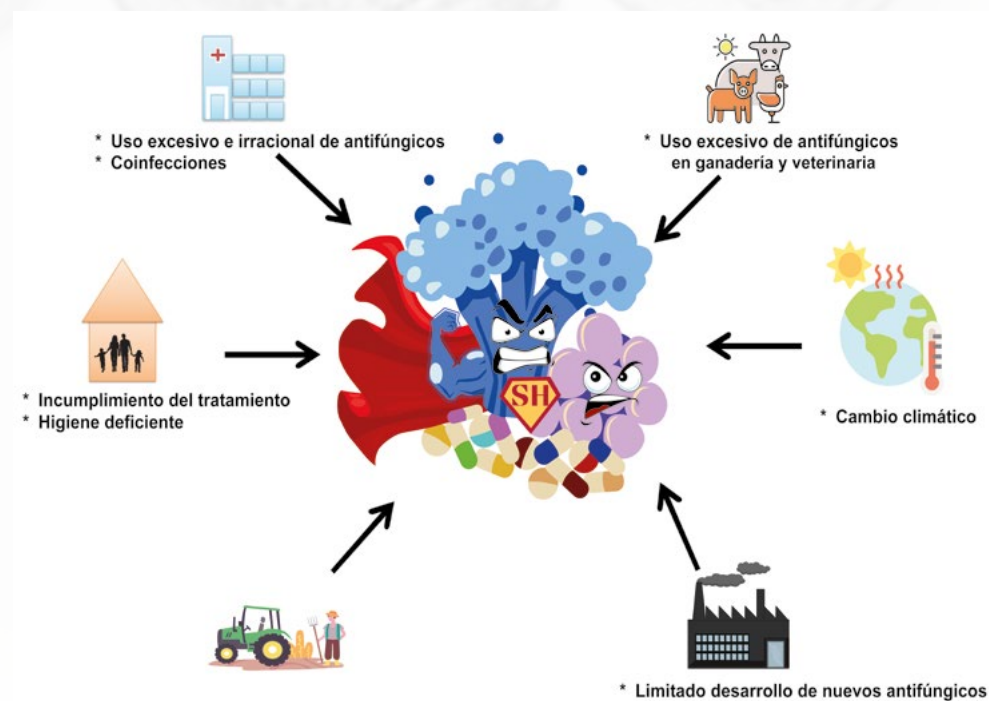 * Uso excesivo e irracional de antifúngicos
* Coinfecciones
* Uso excesivo de antifúngicos
en ganadería y veterinaria
* Incumplimiento del tratamiento
* Higiene deficiente
SH
* Cambio climático
* Limitado desarrollo de nuevos antifúngicos